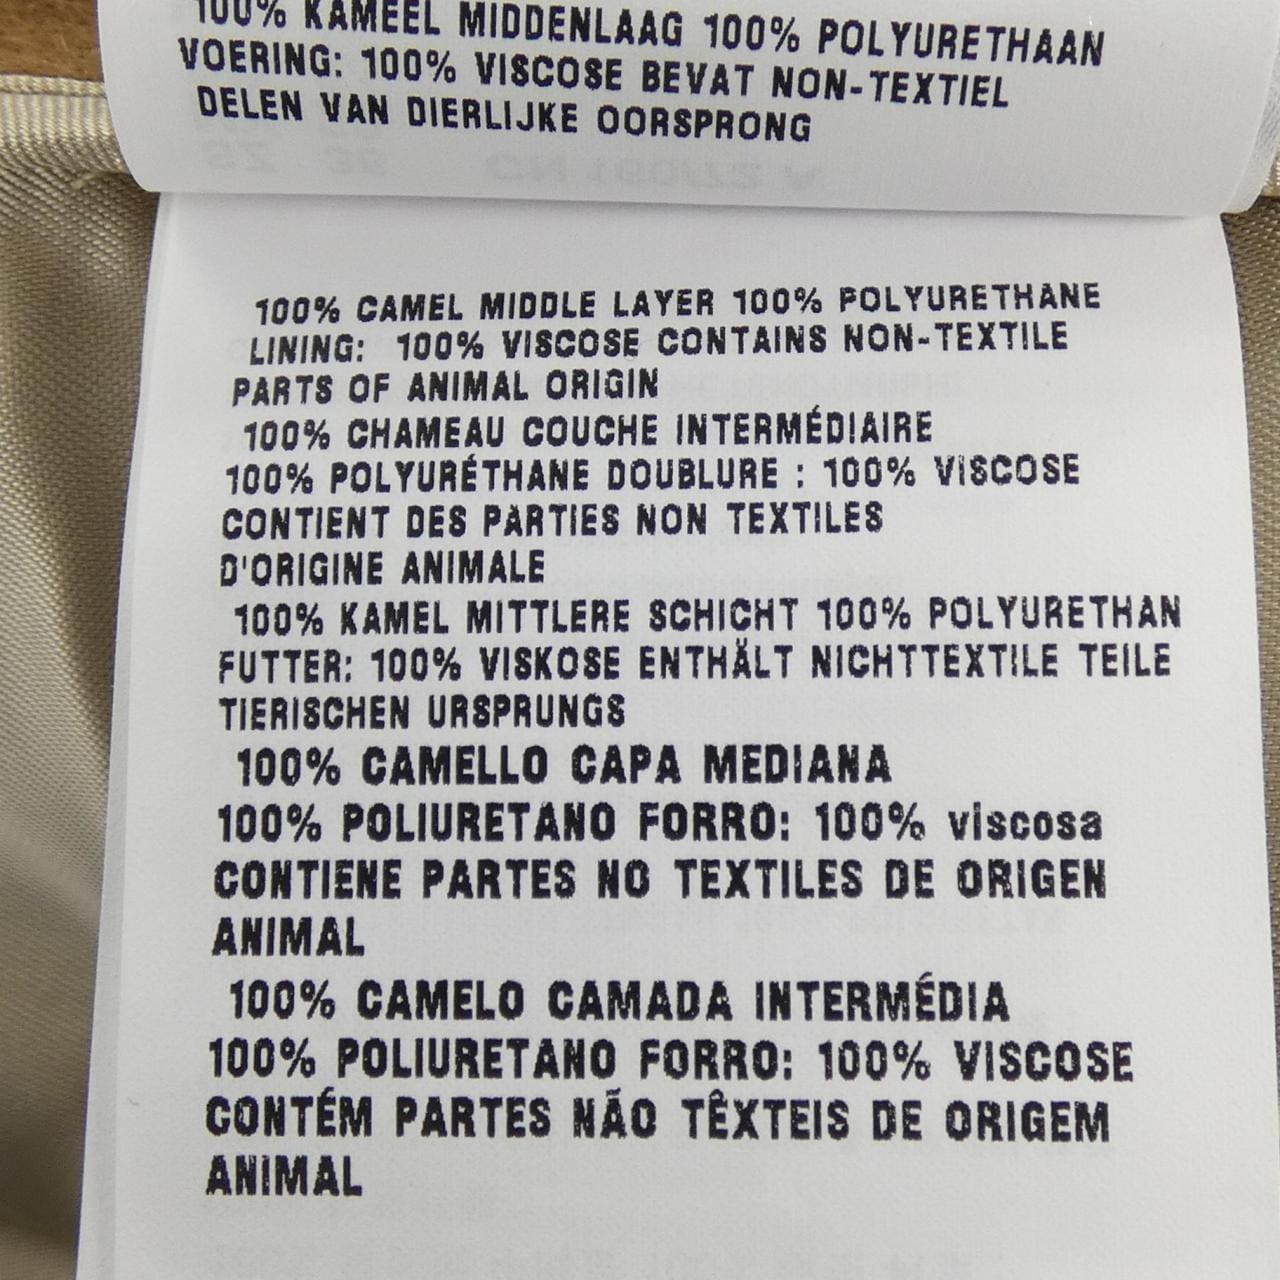 100% KAMEEL MIDDENLAAG 100% POLYURETHAAN
VOERING: 100% VISCOSE BEVAT NON-TEXTIEL
DELEN VAN DIERLIJKE OORSPRONG
100% CAMEL MIDDLE LAYER 100% POLYURETHANE
LINING: 100% VISCOSE CONTAINS NON-TEXTILE
PARTS OF ANIMAL ORIGIN
100% CHAMEAU COUCHE INTERMÉDIAIRE
100% POLYURÉTHANE DOUBLURE : 100% VISCOSE
CONTIENT DES PARTIES NON TEXTILES
D'ORIGINE ANIMALE
100% KAMEL MITTLERE SCHICHT 100% POLYURETHAN
FUTTER: 100% VISKOSE ENTHÄLT NICHTTEXTILE TEILE
TIERISCHEN URSPRUNGS
100% CAMELLO CAPA MEDIANA
100% POLIURETANO FORRO: 100% viscosa
CONTIENE PARTES NO TEXTILES DE ORIGEN
ANIMAL
100% CAMELO CAMADA INTERMÉDIA
100% POLIURETANO FORRO: 100% VISCOSE
CONTÉM PARTES NÃO TÊXTEIS DE ORIGEM
ANIMAL